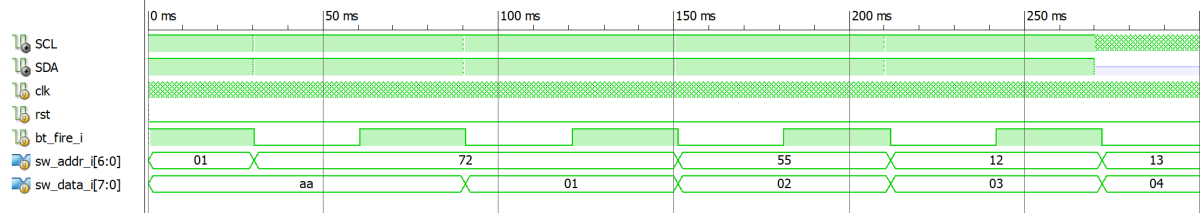 0 ms 50 ms 100 ms 150 ms 200 ms 250 ms
SCL
SDA
clk
rst
bt_fire_i
sw_addr_i[6:0] 01 72 55 12 13
sw_data_i[7:0] aa 01 02 03 04